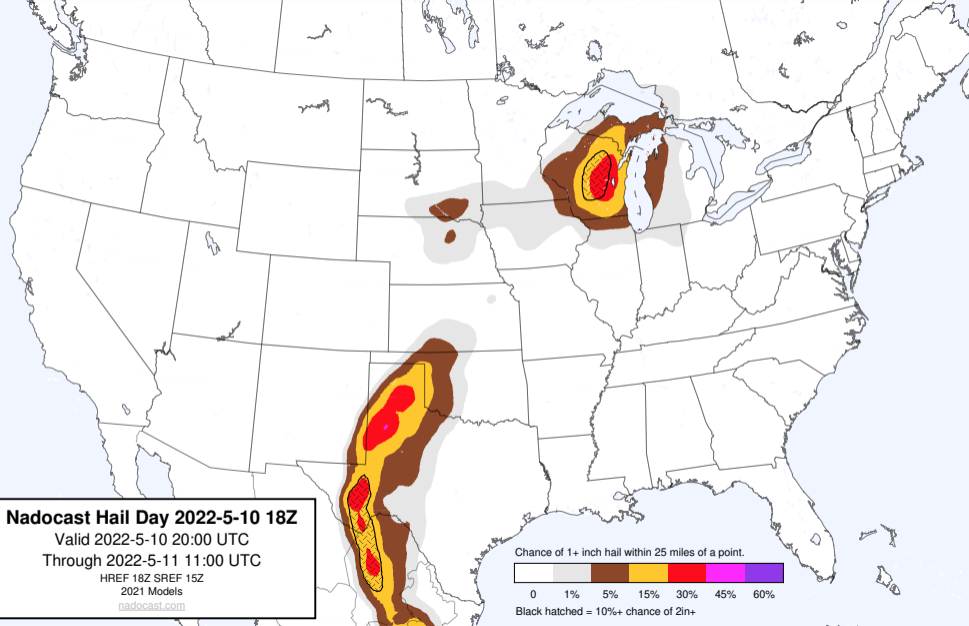 Nadocast Hail Day 2022-5-10 18Z
Valid 2022-5-10 20:00 UTC
Through 2022-5-11 11:00 UTC
HREF 18Z SREF 15Z
2021 Models
nadocast.com
Chance of 1+ inch hail within 25 miles of a point.
0 1% 5% 15% 30% 45% 60%
Black hatched = 10%+ chance of 2in+